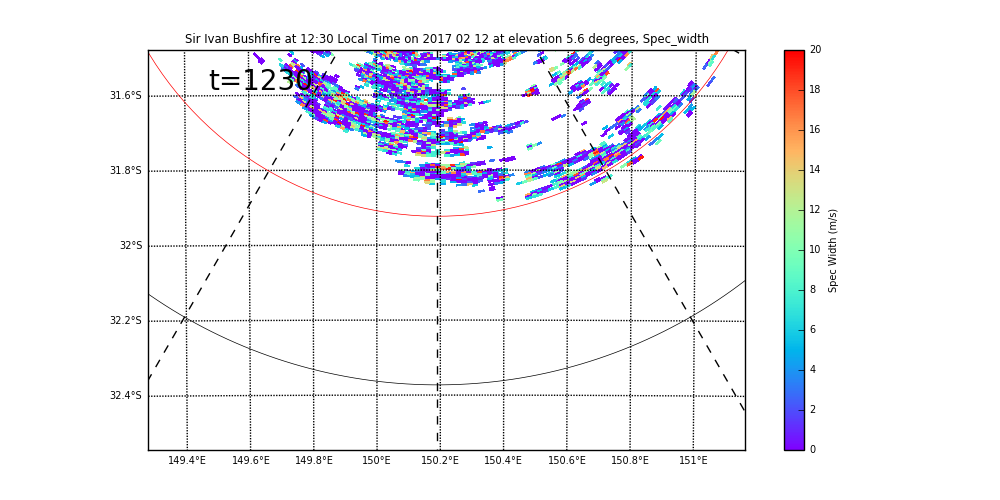 Sir Ivan Bushfire at 12:30 Local Time on 2017 02 12 at elevation 5.6 degrees, Spec_width
t=1230
31.6°S
31.8°S
32°S
32.2°S
32.4°S
149.4°E 149.6°E 149.8°E 150°E 150.2°E 150.4°E 150.6°E 150.8°E 151°E
20
18
16
14
12
10
8
6
4
2
0
Spec Width (m/s)